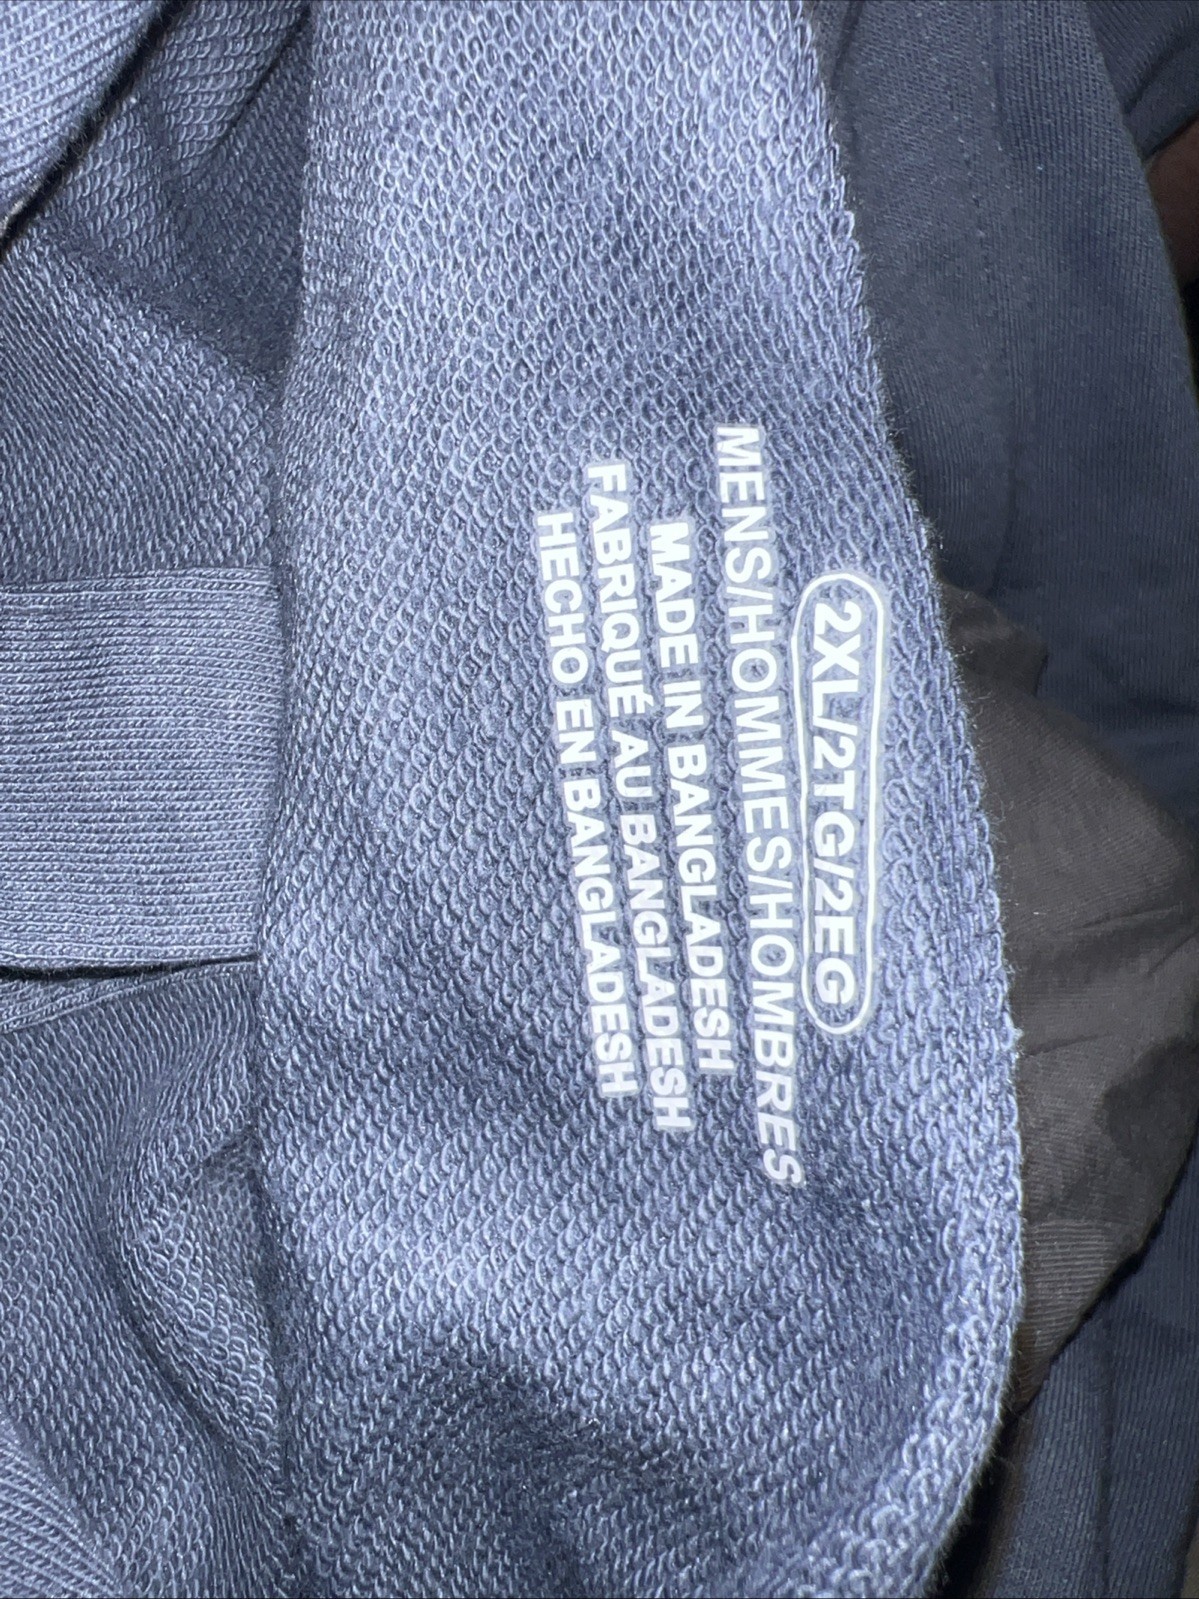 2XL/2TG/2EG
MENS/HOMMES/HOMBRES
MADE IN BANGLADESH
FABRIQUÉ AU BANGLADESH
HECHO EN BANGLADESH